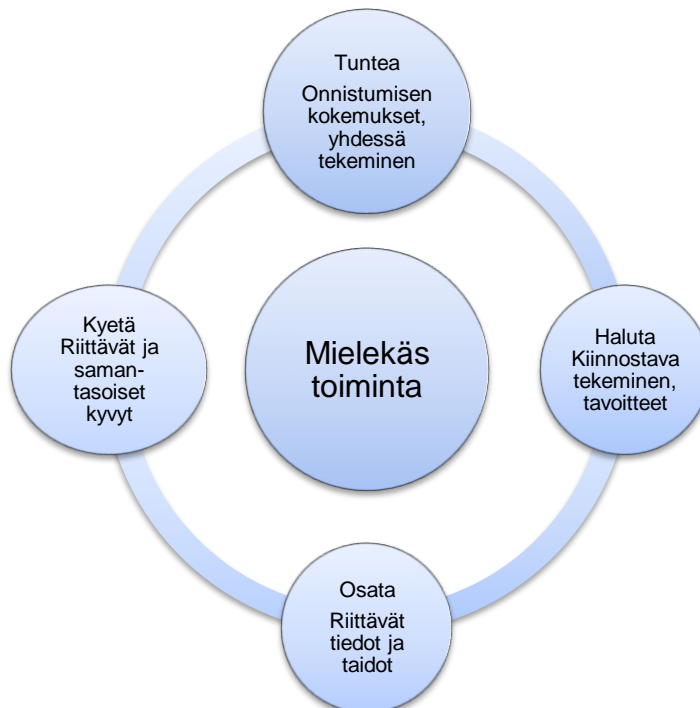 Tuntea
Onnistumisen
kokemukset,
yhdessä
tekeminen
Kyetä
Riittävät ja
saman-
tasoiset
kyvyt
Mielekäs
toiminta
Haluta
Kiinnostava
tekeminen,
tavoitteet
Osata
Riittävät
tiedot ja
taidot